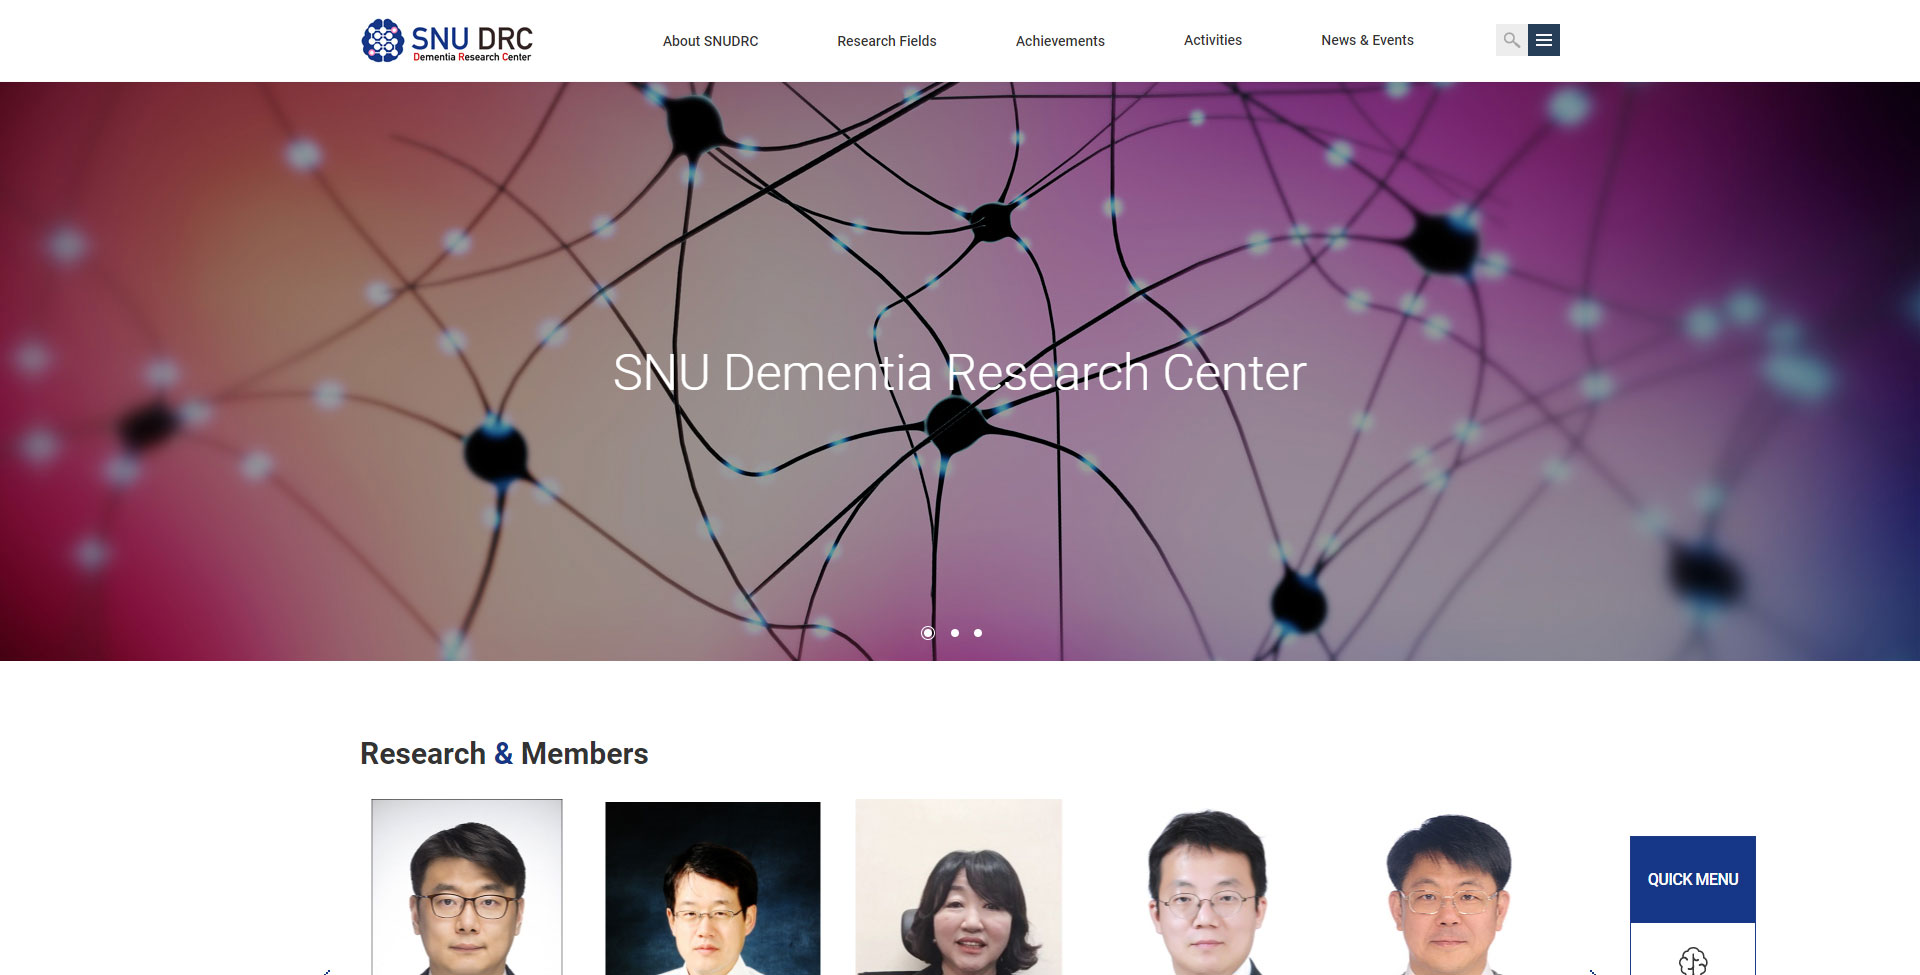 SNU DRC
Dementia Research Center
About SNUDRC
Research Fields
Achievements
Activities
News & Events
SNU Dementia Research Center
Research & Members
QUICK MENU